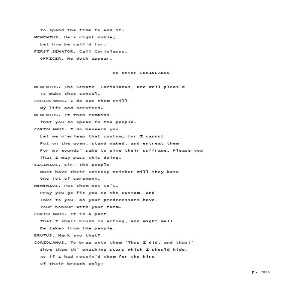 To spend the time to end it.
MENENIUS. He's right noble;
Let him be call'd for.
FIRST SENATOR. Call Coriolanus.
OFFICER. He doth appear.
Re-enter CORIOLANUS
MENENIUS. The Senate, Coriolanus, are well pleas'd
To make thee consul.
CORIOLANUS. I do owe them still
My life and services.
MENENIUS. It then remains
That you do speak to the people.
CORIOLANUS. I do beseech you
Let me o'erleap that custom; for I cannot
Put on the gown, stand naked, and entreat them
For my wounds' sake to give their suffrage. Please you
That I may pass this doing.
SICINIUS. Sir, the people
Must have their voices; neither will they bate
One jot of ceremony.
MENENIUS. Put them not to't.
Pray you go fit you to the custom, and
Take to you, as your predecessors have,
Your honour with your form.
CORIOLANUS. It is a part
That I shall blush in acting, and might well
Be taken from the people.
BRUTUS. Mark you that?
CORIOLANUS. To brag unto them 'Thus I did, and thus!'
Show them th' unaching scars which I should hide,
As if I had receiv'd them for the hire
Of their breath only!